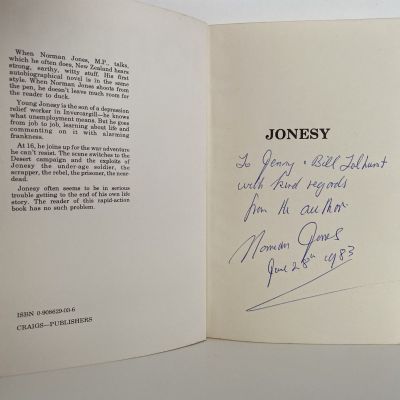 When Norman Jones, M.P., talks,
which he often does, New Zealand hears
strong, earthy, witty stuff. His first
autobiographical novel is in the same
style. When Norman Jones shoots from
the pen, he doesn't leave much room for
the reader to duck.
Young Jonesy is the son of a depression
relief worker in Invercargill—he knows
what unemployment means. But he goes
from job to job, learning about life and
commenting on it with alarming
frankness.
At 16, he joins up for the war adventure
he can't resist. The scene switches to the
Desert campaign and the exploits of
Jonesy the under-age soldier, the
scrapper, the rebel, the prisoner, the near-
dead.
Jonesy often seems to be in serious
trouble getting to the end of his own life
story. The reader of this rapid-action
book has no such problem.
ISBN 0-908629-00-6
CRAIGS—PUBLISHERS
JONESY
To Jenny & Bill Tolhurst
with kind regards
from the author
Norman Jones
June 28th 1983